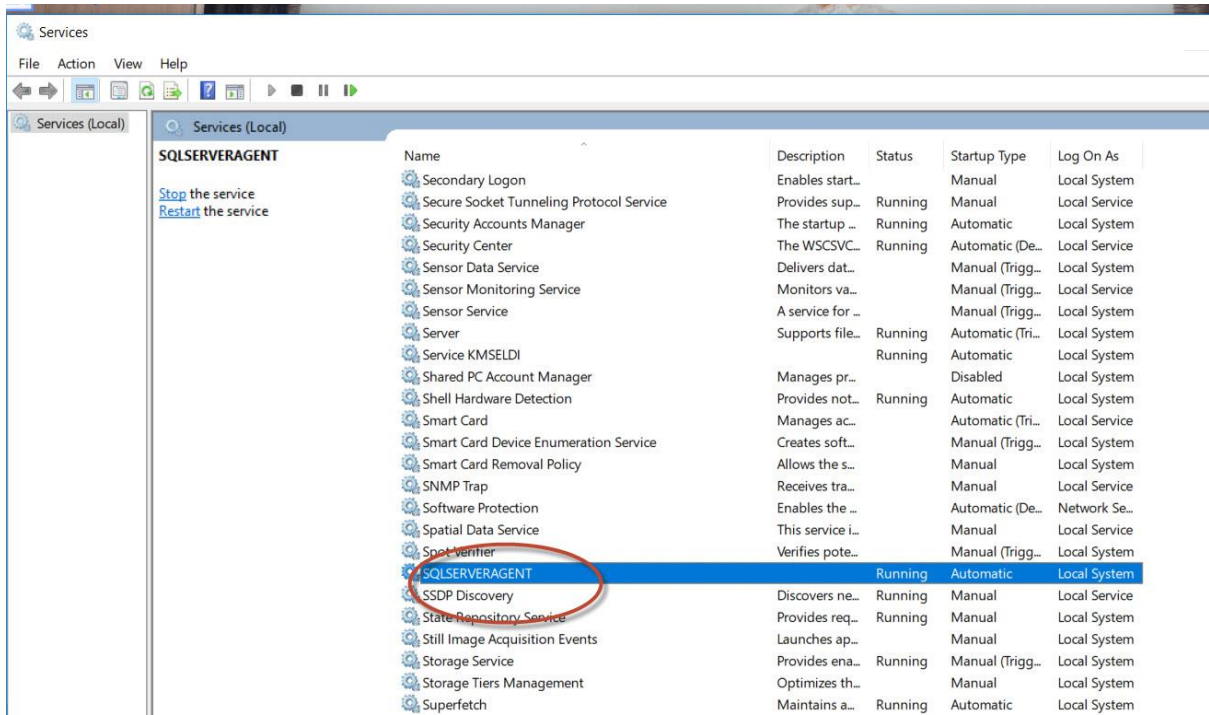 Services
File Action View Help
Services (Local)
Services (Local)
SQLSERVERAGENT
Stop the service
Restart the service
Name Description Status Startup Type Log On As
Secondary Logon Enables start... Manual Local System
Secure Socket Tunneling Protocol Service Provides sup... Running Manual Local Service
Security Accounts Manager The startup ... Running Automatic Local System
Security Center The WSCSVC... Running Automatic (De... Local Service
Sensor Data Service Delivers dat... Manual (Trigg... Local System
Sensor Monitoring Service Monitors va... Manual (Trigg... Local Service
Sensor Service A service for ... Manual (Trigg... Local System
Server Supports file... Running Automatic (Tri... Local System
Service KMSELDI Running Automatic Local System
Shared PC Account Manager Manages pr... Disabled Local System
Shell Hardware Detection Provides not... Running Automatic Local System
Smart Card Manages ac... Automatic (Tri... Local Service
Smart Card Device Enumeration Service Creates soft... Manual (Trigg... Local System
Smart Card Removal Policy Allows the s... Manual Local System
SNMP Trap Receives tra... Manual Local Service
Software Protection Enables the ... Automatic (De... Network Se...
Spatial Data Service This service i... Manual Local Service
Spot Verifier Verifies pote... Manual (Trigg... Local System
SQLSERVERAGENT Running Automatic Local System
SSDP Discovery Discovers ne... Running Manual Local Service
State Repository Service Provides req... Running Manual Local System
Still Image Acquisition Events Launches ap... Manual Local System
Storage Service Provides ena... Running Manual (Trigg... Local System
Storage Tiers Management Optimizes th... Manual Local System
Superfetch Maintains a... Running Automatic Local System